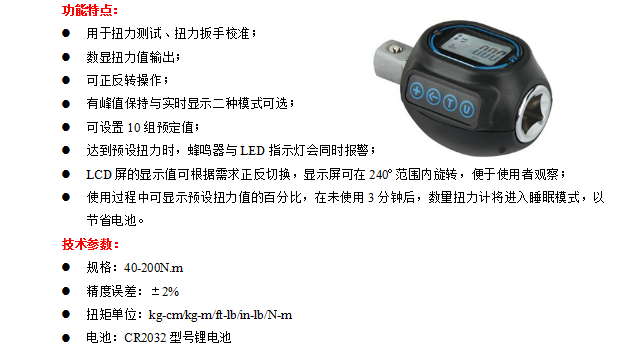 功能特点：
● 用于扭力测试、扭力扳手校准；
● 数显扭力值输出；
● 可正反转操作；
● 有峰值保持与实时显示二种模式可选；
● 可设置 10 组预定值；
● 达到预设扭力时，蜂鸣器与 LED 指示灯会同时报警；
● LCD 屏的显示值可根据需求正反切换，显示屏可在 240° 范围内旋转，便于使用者观察；
● 使用过程中可显示预设扭力值的百分比，在未使用 3 分钟后，数量扭力计将进入睡眠模式，以
节省电池。
技术参数：
● 规格：40-200N.m
● 精度误差：±2%
● 扭矩单位：kg-cm/kg-m/ft-lb/in-lb/N-m
● 电池：CR2032 型号锂电池
T U